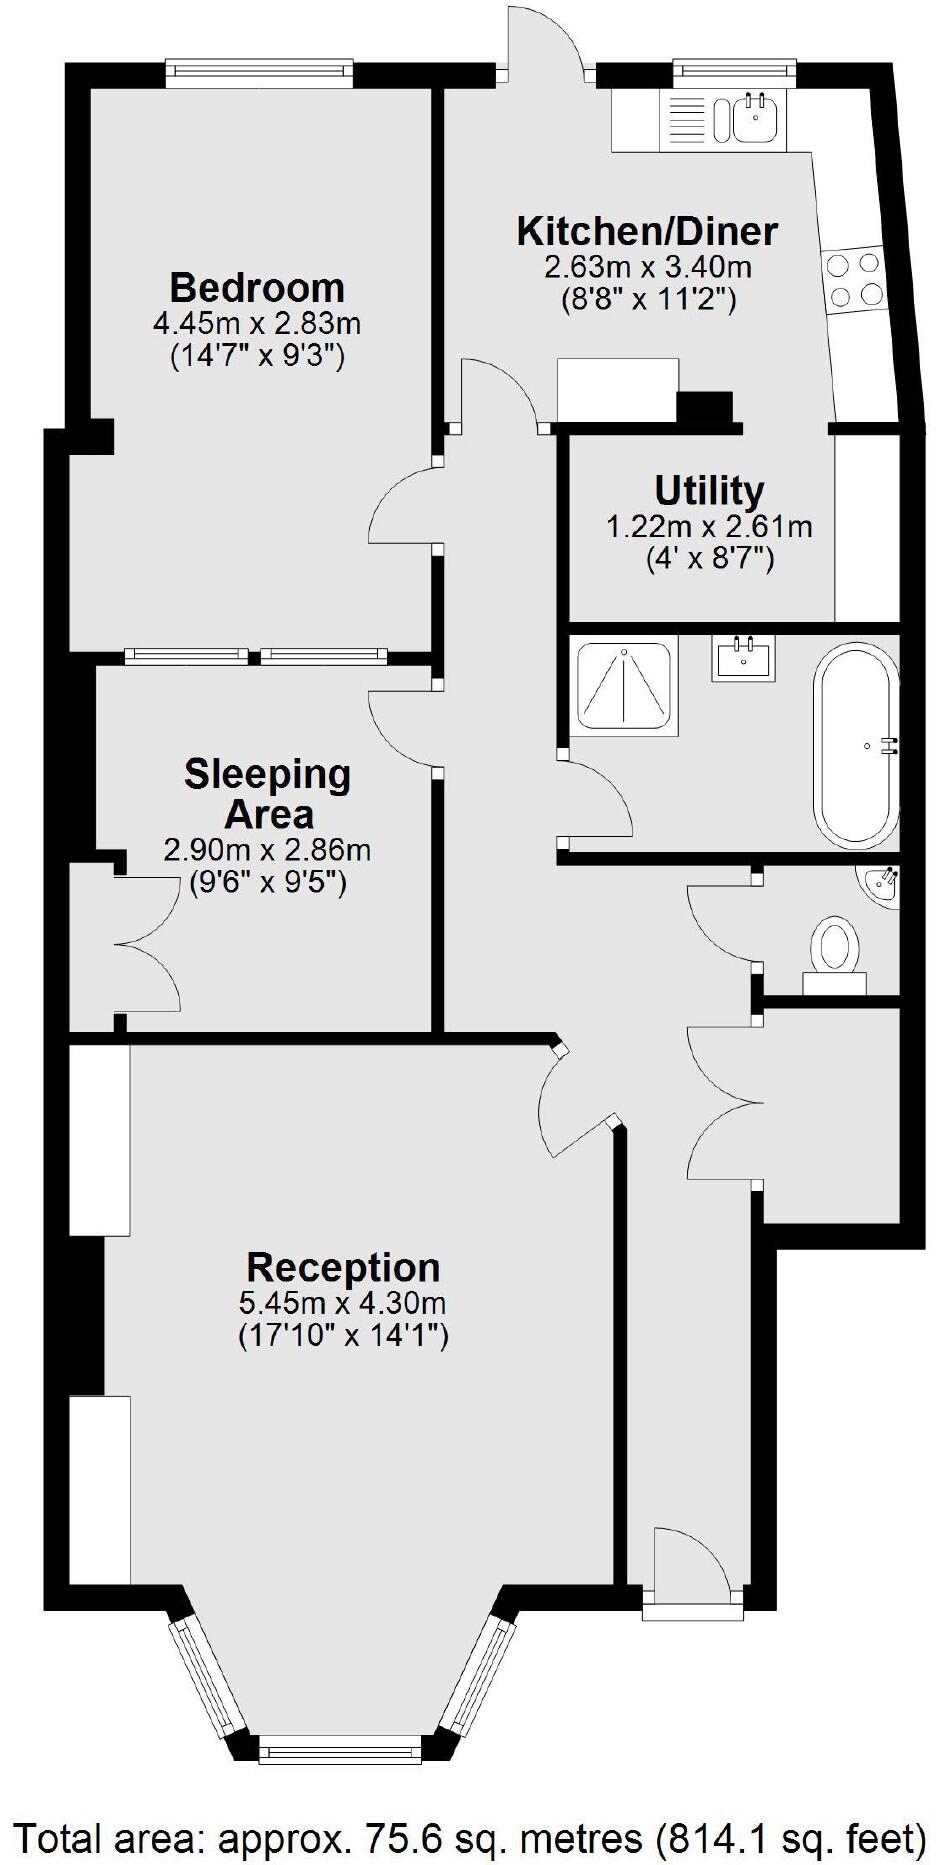 Kitchen/Diner
2.63m x 3.40m
(8'8" x 11'2")
Bedroom
4.45m x 2.83m
(14'7" x 9'3")
Utility
1.22m x 2.61m
(4' x 8'7")
Sleeping
Area
2.90m x 2.86m
(9'6" x 9'5")
Reception
5.45m x 4.30m
(17'10" x 14'1")
Total area: approx. 75.6 sq. metres (814.1 sq. feet)